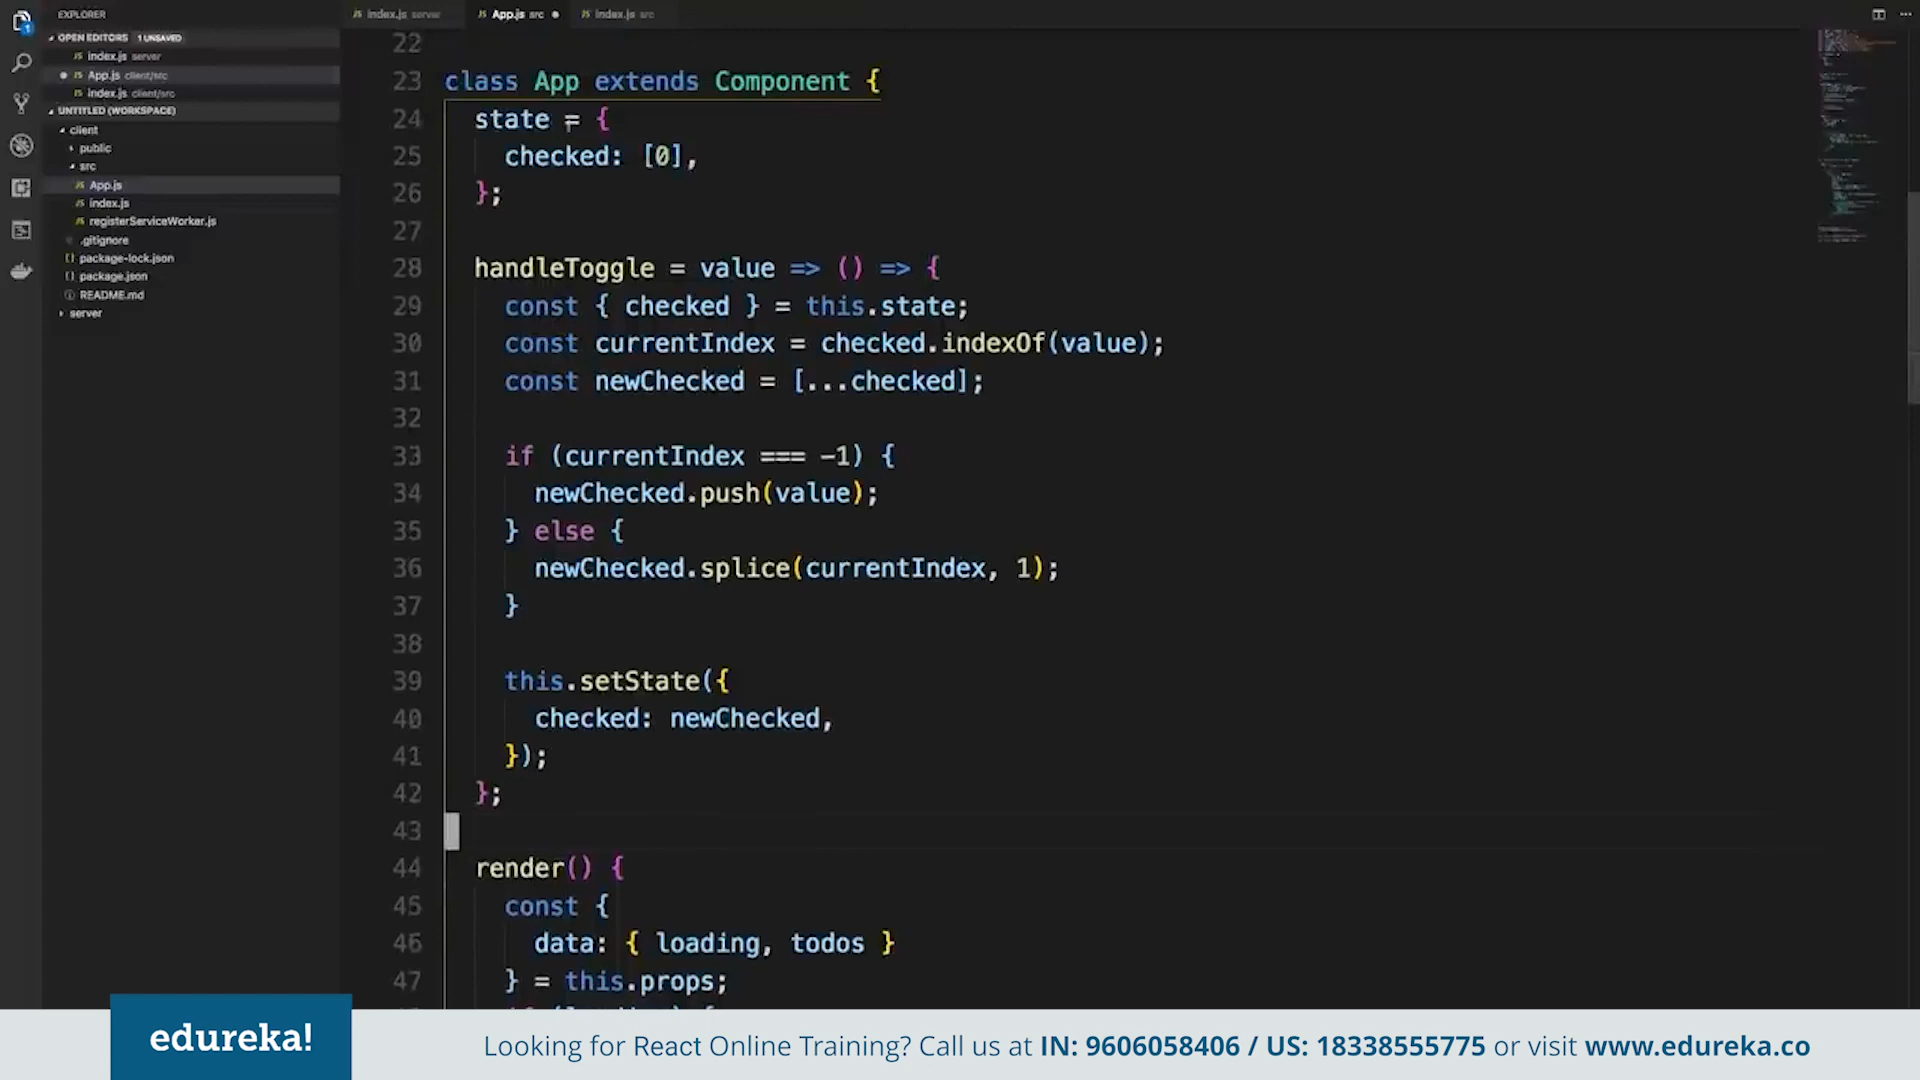 EXPLORER
OPEN EDITORS 1 UNSAVED
index.js server
App.js client/src
index.js client/src
UNTITLED (WORKSPACE)
client
public
src
App.js
index.js
registerServiceWorker.js
.gitignore
package-lock.json
package.json
README.md
server
index.js server
App.js src
index.js src
22
23 class App extends Component {
24 state = {
25 checked: [0],
26 };
27
28 handleToggle = value => () => {
29 const { checked } = this.state;
30 const currentIndex = checked.indexOf(value);
31 const newChecked = [...checked];
32
33 if (currentIndex === -1) {
34 newChecked.push(value);
35 } else {
36 newChecked.splice(currentIndex, 1);
37 }
38
39 this.setState({
40 checked: newChecked,
41 });
42 };
43
44 render() {
45 const {
46 data: { loading, todos }
47 } = this.props;
edureka!
Looking for React Online Training? Call us at IN: 9606058406 / US: 18338555775 or visit www.edureka.co